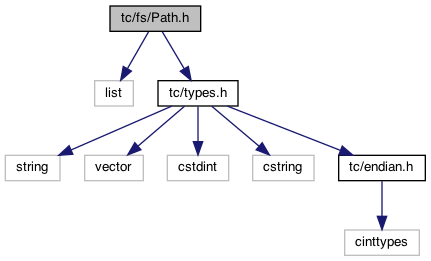 tc/fs/Path.h
list
tc/types.h
string
vector
cstdint
cstring
tc/endian.h
cinttypes